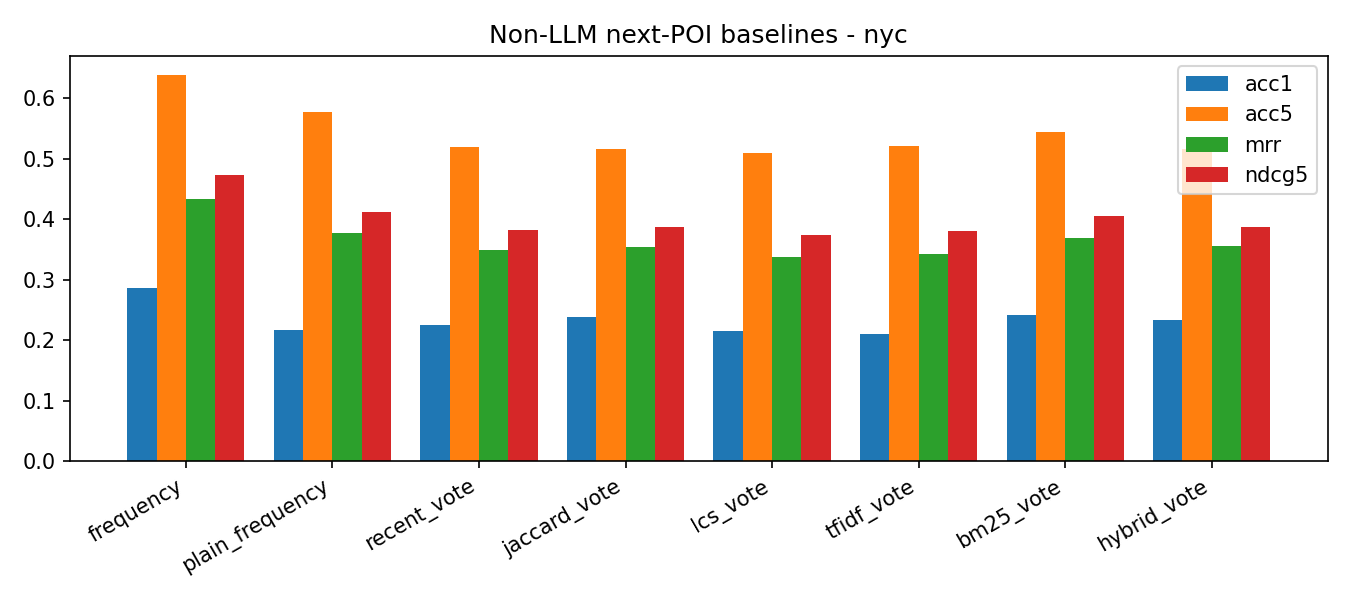 Non-LLM next-POI baselines - nyc
0.6
0.5
0.4
0.3
0.2
0.1
0.0
acc1
acc5
mrr
ndcg5
frequency
plain_frequency
recent_vote
jaccard_vote
lcs_vote
tfidf_vote
bm25_vote
hybrid_vote